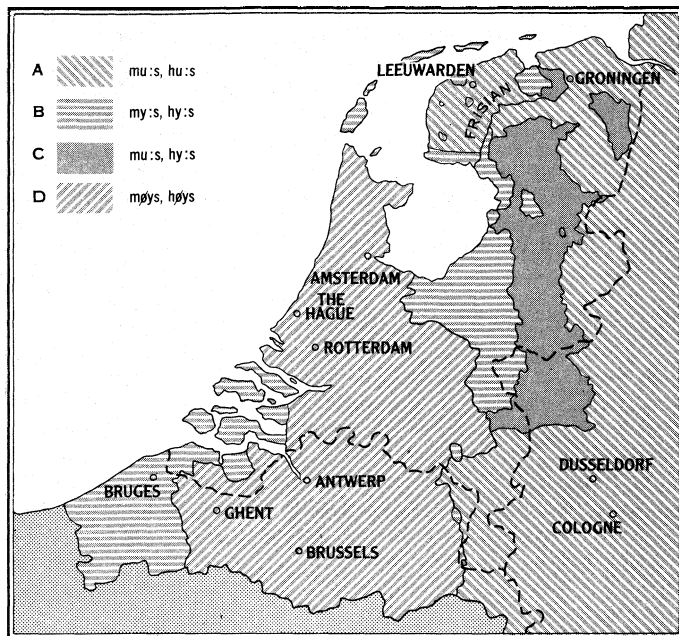 A mu:s, hu:s
B my:s, hy:s
C mu:s, hy:s
D møys, høys
LEEUWARDEN
FRISIAN
GRONINGEN
AMSTERDAM
THE
HAGUE
ROTTERDAM
BRUGES
ANTWERP
GHENT
BRUSSELS
DUSSELDORF
COLOGNE